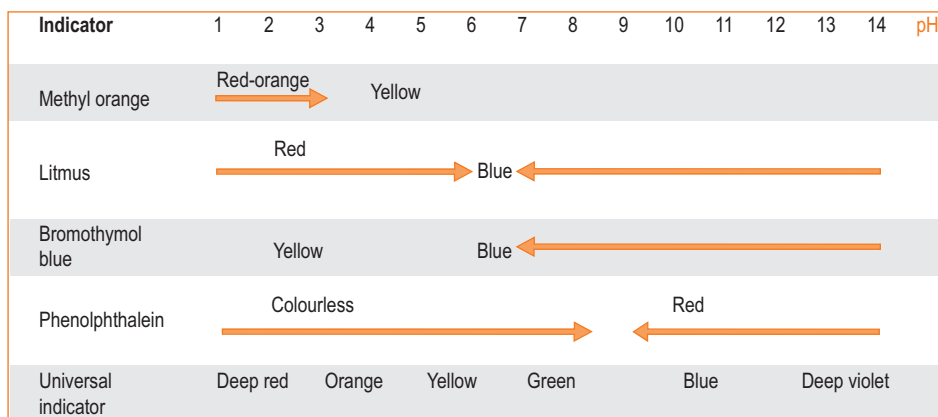 Indicator 1 2 3 4 5 6 7 8 9 10 11 12 13 14 pH
Red-orange
Methyl orange Yellow
Red
Litmus Blue
Bromothymol
blue Yellow Blue
Colourless Red
Phenolphthalein
Universal Deep red Orange Yellow Green Blue Deep violet
indicator